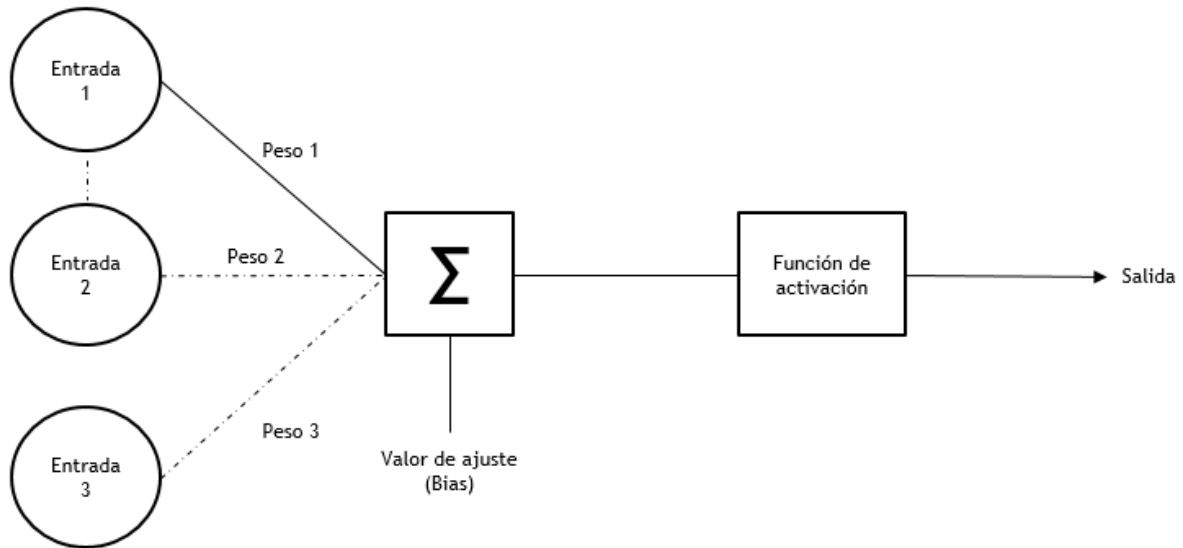 Entrada
1
Peso 1
Entrada
2
Peso 2
Σ
Función de
activación
Salida
Entrada
3
Peso 3
Valor de ajuste
(Bias)